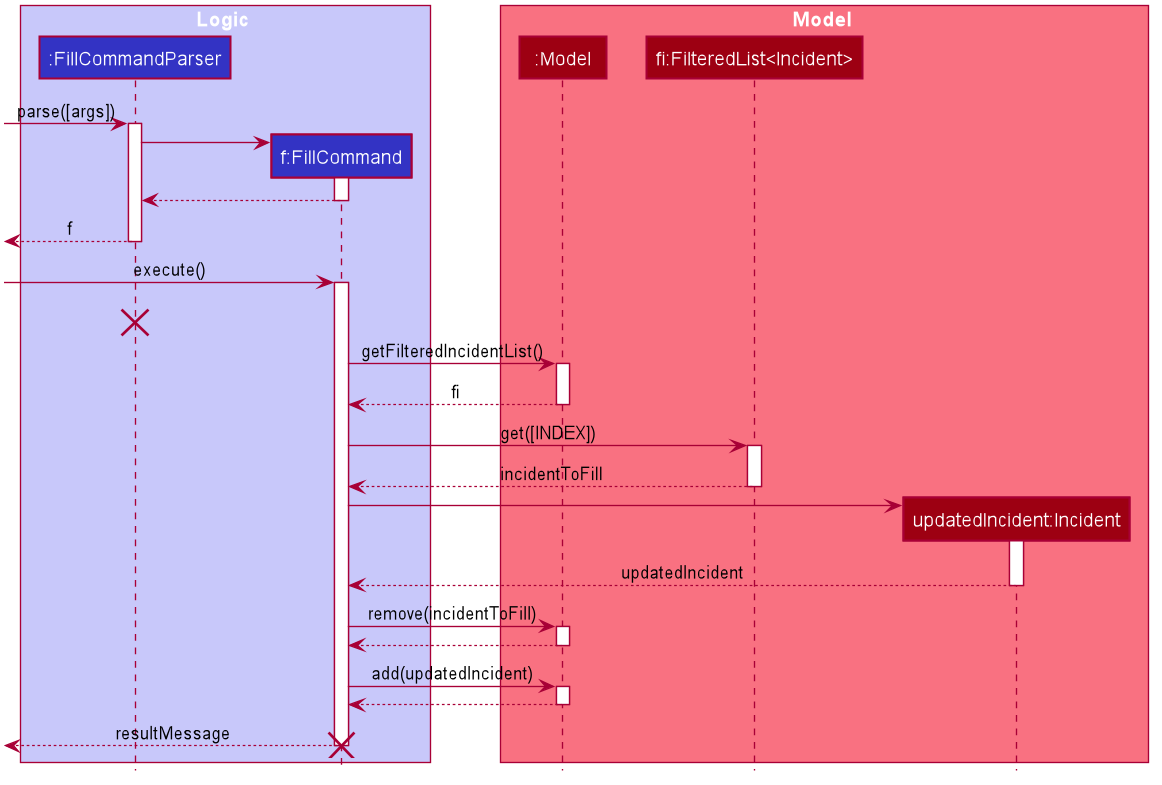 Logic
Model
:FillCommandParser
:Model
fi:FilteredList<Incident>
parse([args])
f:FillCommand
f
execute()
getFilteredIncidentList()
fi
get([INDEX])
incidentToFill
updatedIncident:Incident
updatedIncident
remove(incidentToFill)
add(updatedIncident)
resultMessage